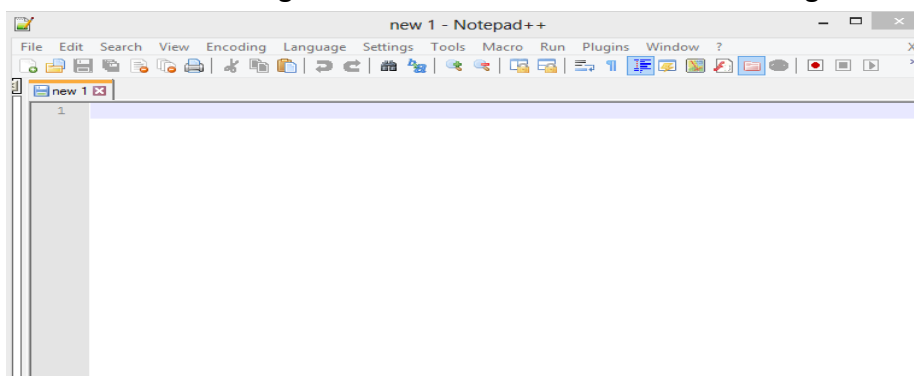 new 1 - Notepad++
File Edit Search View Encoding Language Settings Tools Macro Run Plugins Window ? X
new 1
1